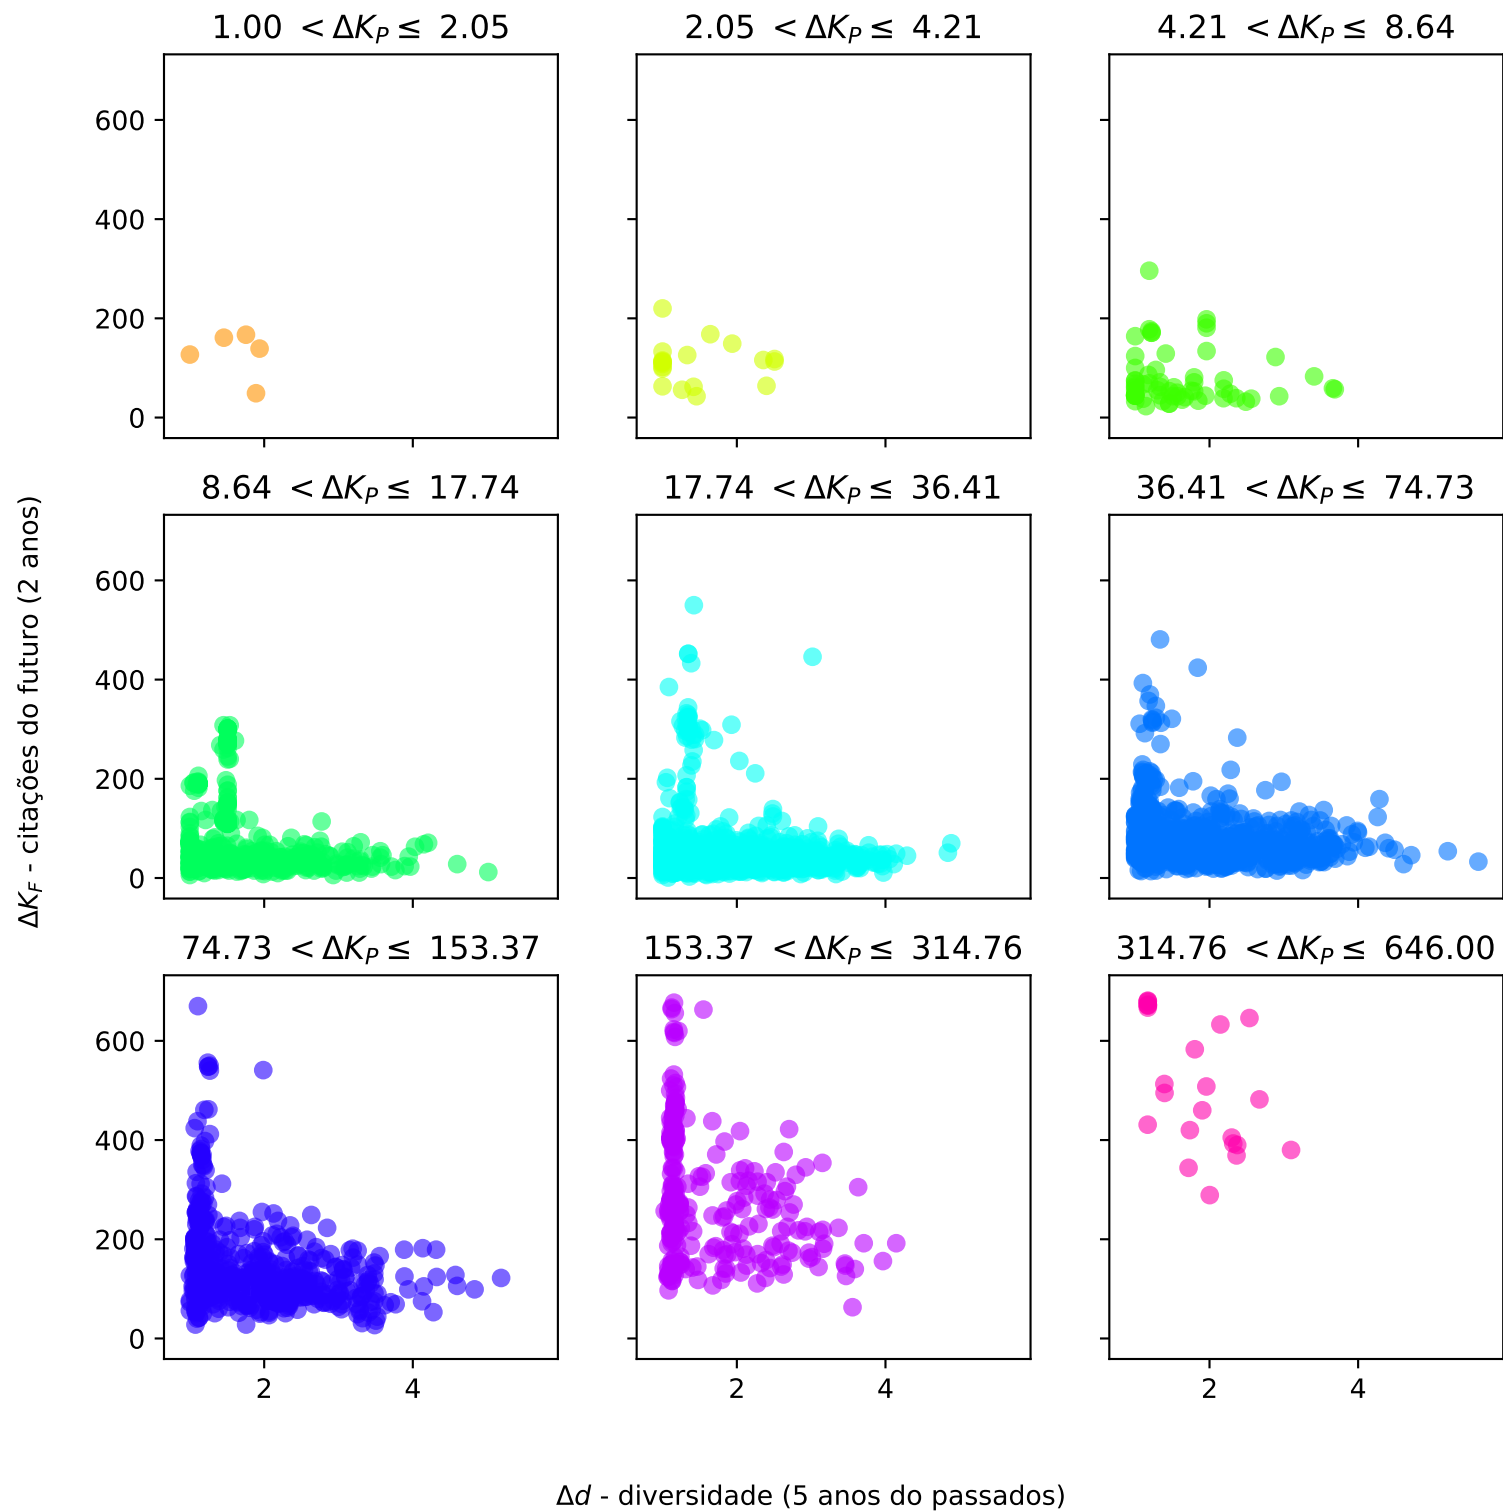 1.00 < ΔK_P ≤ 2.05
2.05 < ΔK_P ≤ 4.21
4.21 < ΔK_P ≤ 8.64
600
400
200
0
8.64 < ΔK_P ≤ 17.74
17.74 < ΔK_P ≤ 36.41
36.41 < ΔK_P ≤ 74.73
600
400
200
0
ΔK_F - citações do futuro (2 anos)
74.73 < ΔK_P ≤ 153.37
153.37 < ΔK_P ≤ 314.76
314.76 < ΔK_P ≤ 646.00
600
400
200
0
2 4
2 4
2 4
Δd - diversidade (5 anos do passados)